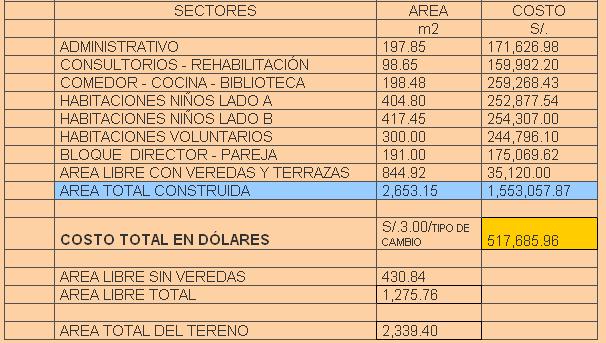 SECTORES AREA COSTO
m2 S/.
ADMINISTRATIVO 197.85 171,626.98
CONSULTORIOS - REHABILITACIÓN 98.65 159,992.20
COMEDOR - COCINA - BIBLIOTECA 198.48 259,268.43
HABITACIONES NIÑOS LADO A 404.80 252,877.54
HABITACIONES NIÑOS LADO B 417.45 254,307.00
HABITACIONES VOLUNTARIOS 300.00 244,796.10
BLOQUE DIRECTOR - PAREJA 191.00 175,069.62
AREA LIBRE CON VEREDAS Y TERRAZAS 844.92 35,120.00
AREA TOTAL CONSTRUIDA 2,653.15 1,553,057.87
COSTO TOTAL EN DÓLARES S/.3.00/TIPO DE CAMBIO 517,685.96
AREA LIBRE SIN VEREDAS 430.84
AREA LIBRE TOTAL 1,275.76
AREA TOTAL DEL TERENO 2,339.40